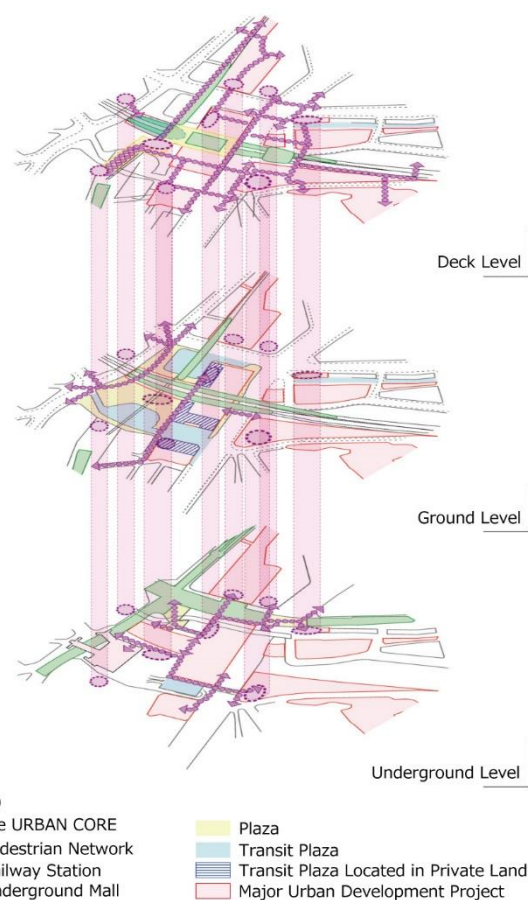 Deck Level
Ground Level
Underground Level
e URBAN CORE
destrian Network
ilway Station
nderground Mall
Plaza
Transit Plaza
Transit Plaza Located in Private Land
Major Urban Development Project